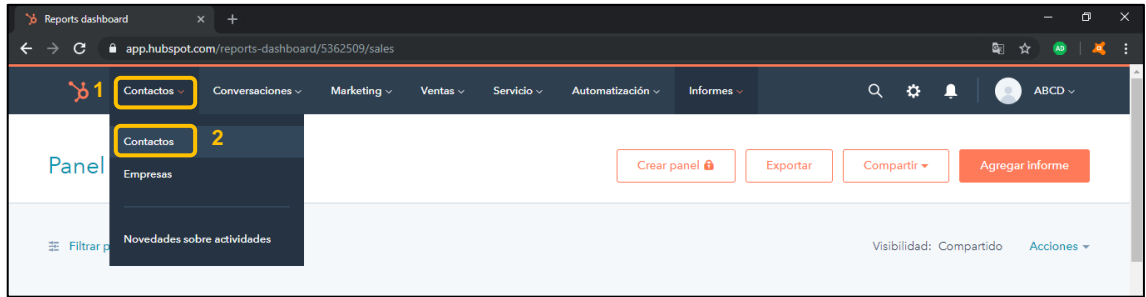 Reports dashboard
app.hubspot.com/reports-dashboard/5362509/sales
AD
1 Contactos Conversaciones Marketing Ventas Servicio Automatización Informes ABCD
Contactos 2
Panel Crear panel Exportar Compartir Agregar informe
Empresas
Novedades sobre actividades
Filtrar p Visibilidad: Compartido Acciones